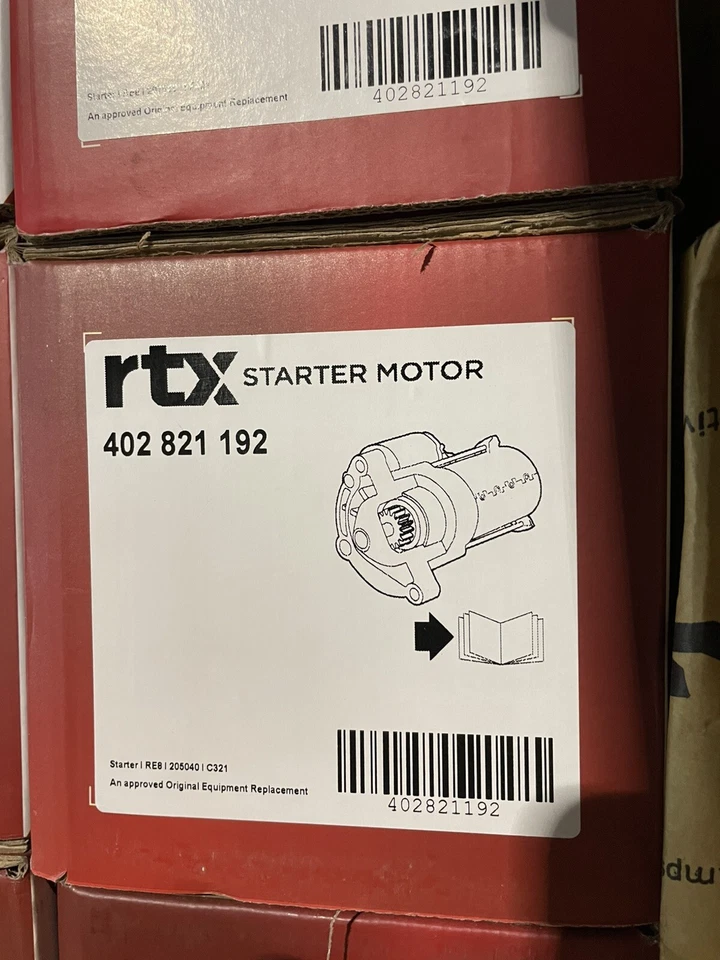 402821192
An approved Original Equipment Replacement
rtx STARTER MOTOR
402 821 192
Starter | RE8 | 205040 | C321
An approved Original Equipment Replacement
402821192